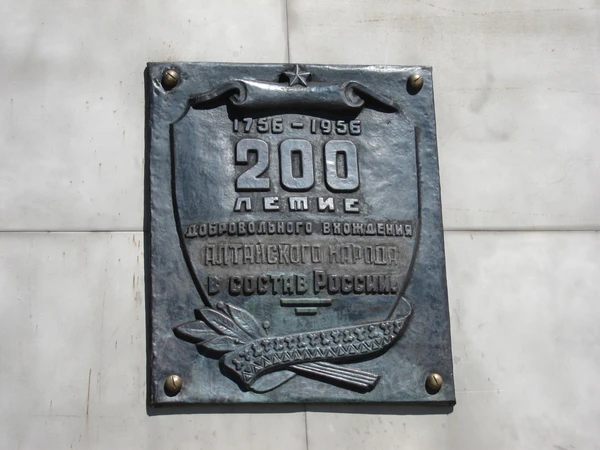 1756-1956
200
ЛЕТИЕ
ДОБРОВОЛЬНОГО ВХОЖДЕНИЯ
АЛТАЙСКОГО НАРОДА
В СОСТАВ РОССИИ.